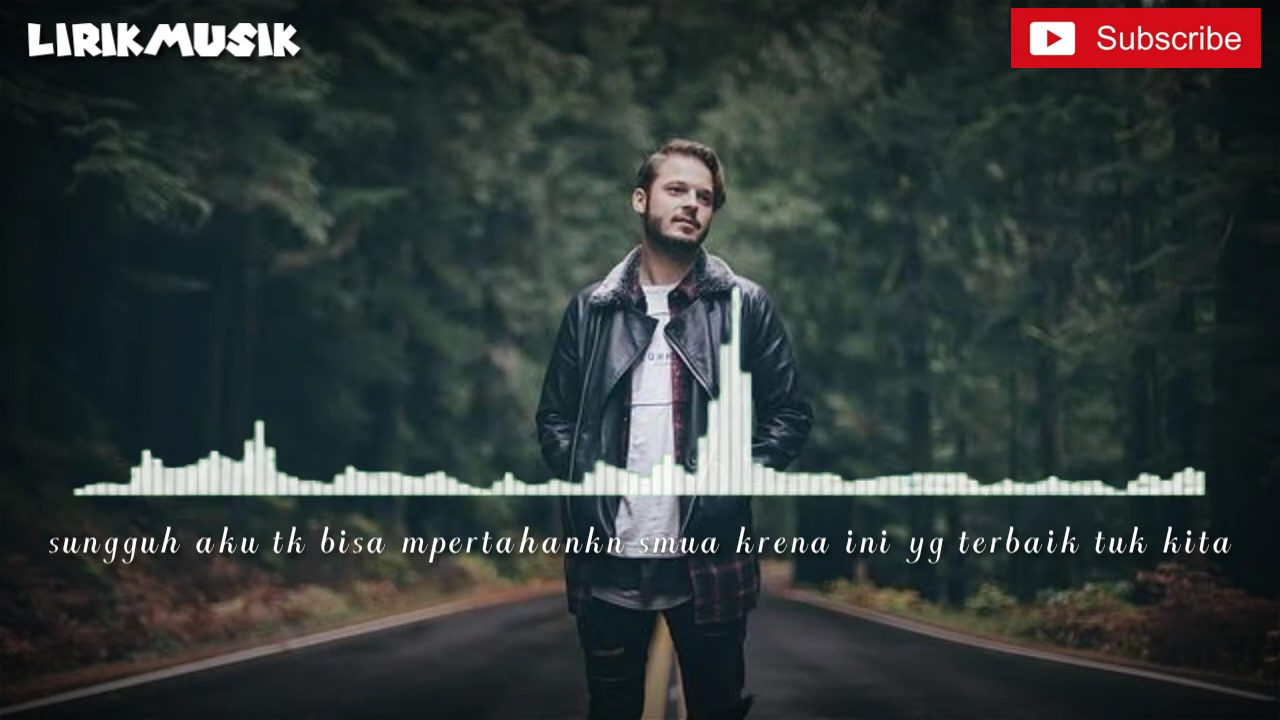 LIRIKMUSIK
Subscribe
sungguh aku tk bisa mpertahankn smua krena ini yg terbaik tuk kita